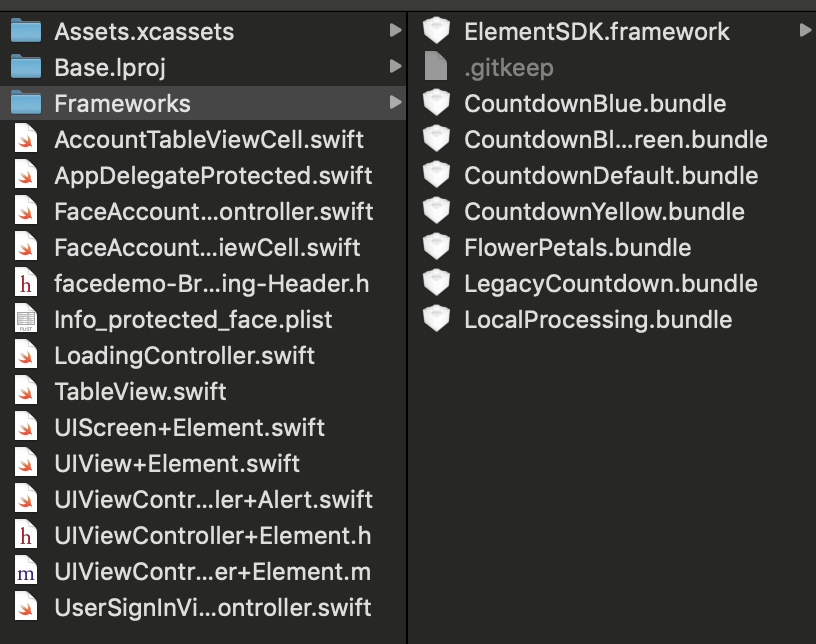 Assets.xcassets
Base.lproj
Frameworks
AccountTableViewCell.swift
AppDelegateProtected.swift
FaceAccount...ontroller.swift
FaceAccount...iewCell.swift
facedemo-Br...ing-Header.h
Info_protected_face.plist
LoadingController.swift
TableView.swift
UIScreen+Element.swift
UIView+Element.swift
UIViewContr...ler+Alert.swift
UIViewController+Element.h
UIViewContr...er+Element.m
UserSignInVi...ontroller.swift
ElementSDK.framework
.gitkeep
CountdownBlue.bundle
CountdownBl...reen.bundle
CountdownDefault.bundle
CountdownYellow.bundle
FlowerPetals.bundle
LegacyCountdown.bundle
LocalProcessing.bundle